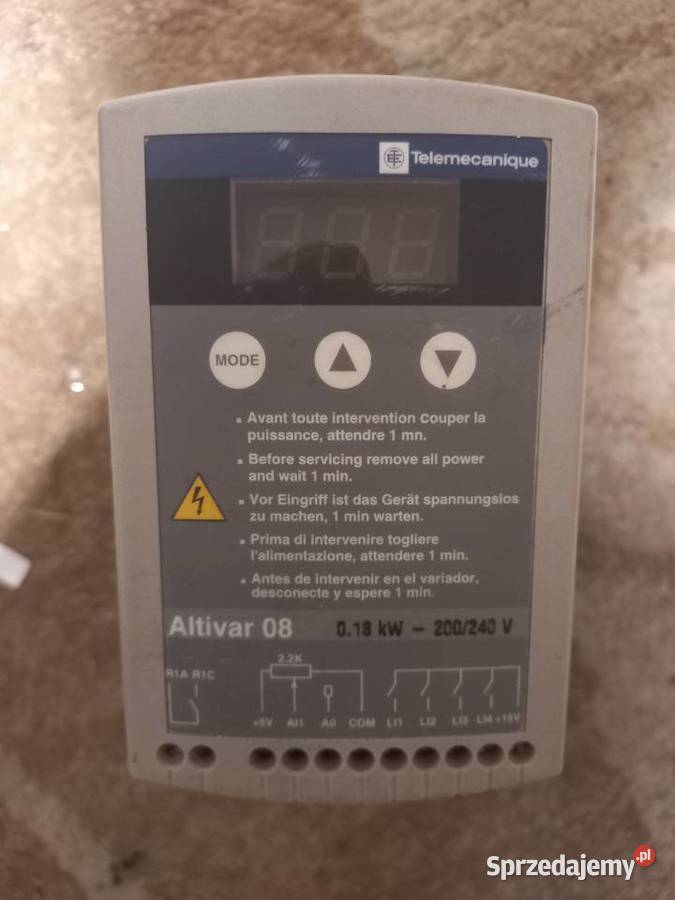 Telemecanique
MODE
Avant toute intervention couper la
puissance, attendre 1 mn.
Before servicing remove all power
and wait 1 min.
Vor Eingriff ist das Gerät spannungslos
zu machen, 1 min warten.
Prima di intervenire togliere
l'alimentazione, attendere 1 min.
Antes de intervenir en el variador,
desconecte y espere 1 min.
Altivar 08 0.18 kW - 200/240 V
2.2K
R1A R1C
+5V AI1 A0 COM LI1 LI2 LI3 LI4 +15V
Sprzedajemy.pl